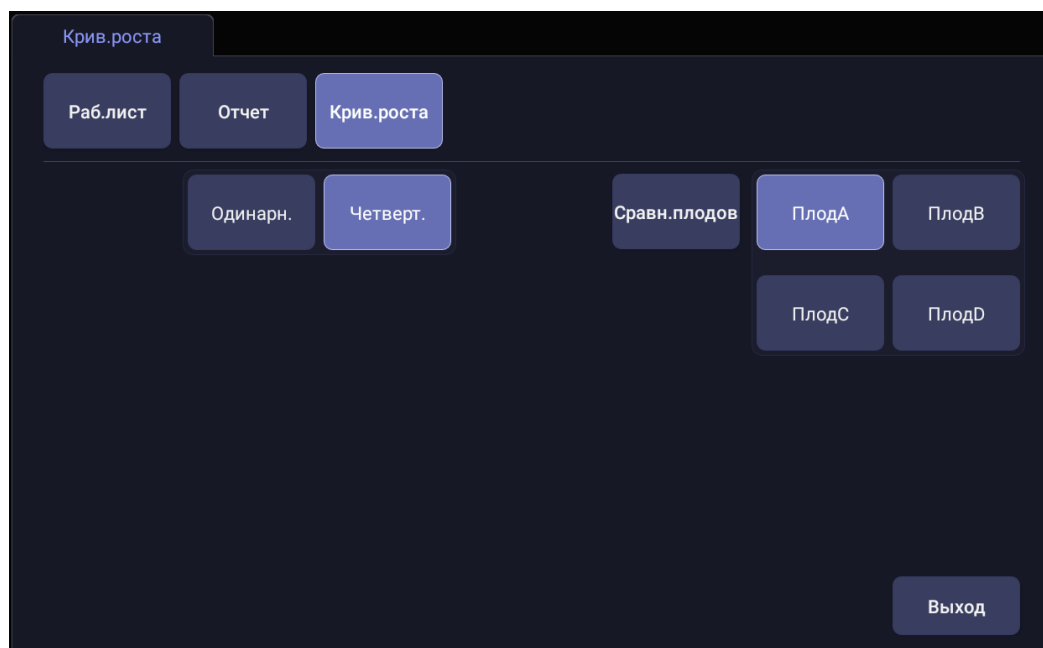 Крив.роста
Раб.лист Отчет Крив.роста
Одинарн. Четверт. Сравн.плодов ПлодA ПлодB
ПлодC ПлодD
Выход